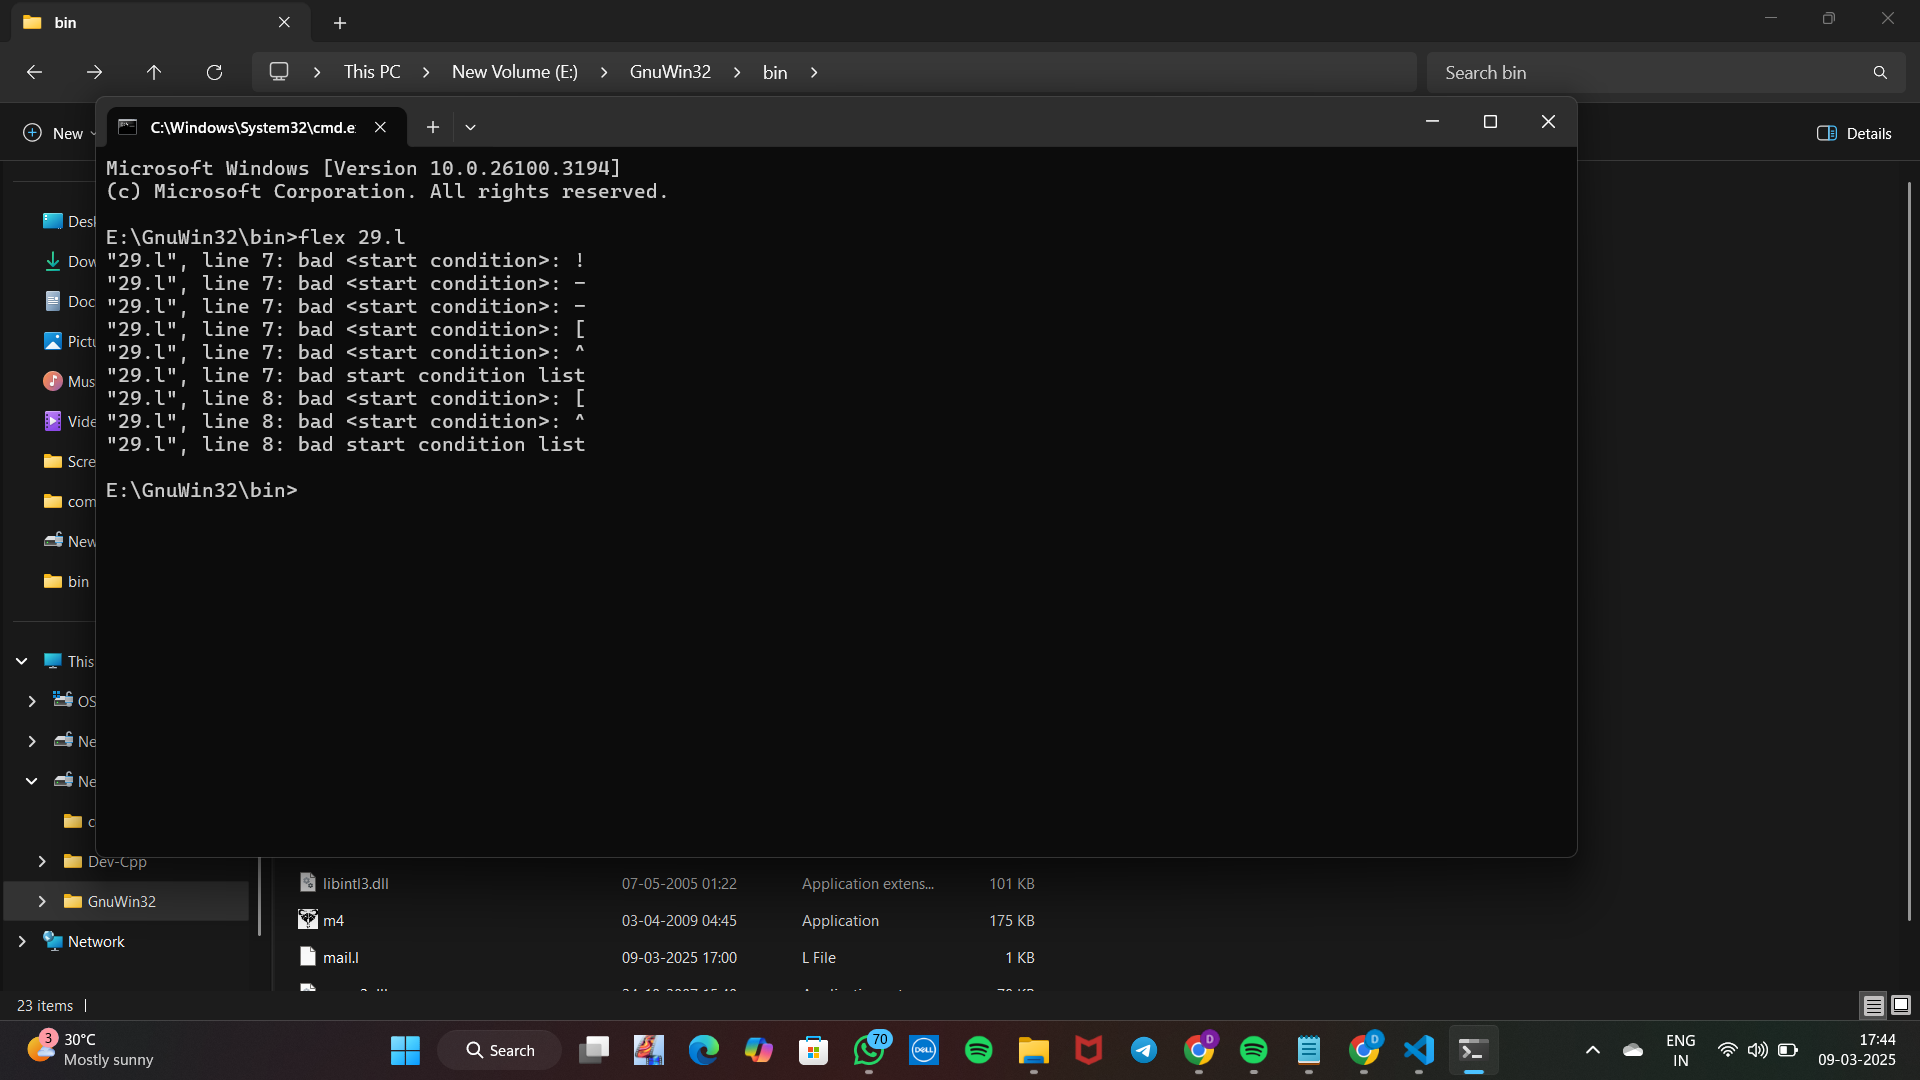 bin
This PC > New Volume (E:) > GnuWin32 > bin >
Search bin
New
Details
C:\Windows\System32\cmd.e
Microsoft Windows [Version 10.0.26100.3194]
(c) Microsoft Corporation. All rights reserved.
E:\GnuWin32\bin>flex 29.l
"29.l", line 7: bad <start condition>: !
"29.l", line 7: bad <start condition>: -
"29.l", line 7: bad <start condition>: -
"29.l", line 7: bad <start condition>: [
"29.l", line 7: bad <start condition>: ^
"29.l", line 7: bad start condition list
"29.l", line 8: bad <start condition>: [
"29.l", line 8: bad <start condition>: ^
"29.l", line 8: bad start condition list
E:\GnuWin32\bin>
Desk
Dow
Doc
Pictu
Mus
Vide
Scre
com
New
bin
This
OS
Ne
Ne
c
Dev-Cpp
GnuWin32
Network
libintl3.dll 07-05-2005 01:22 Application extens... 101 KB
m4 03-04-2009 04:45 Application 175 KB
mail.l 09-03-2025 17:00 L File 1 KB
23 items
3
30°C
Mostly sunny
Search
70
DELL
D
D
ENG
IN
17:44
09-03-2025